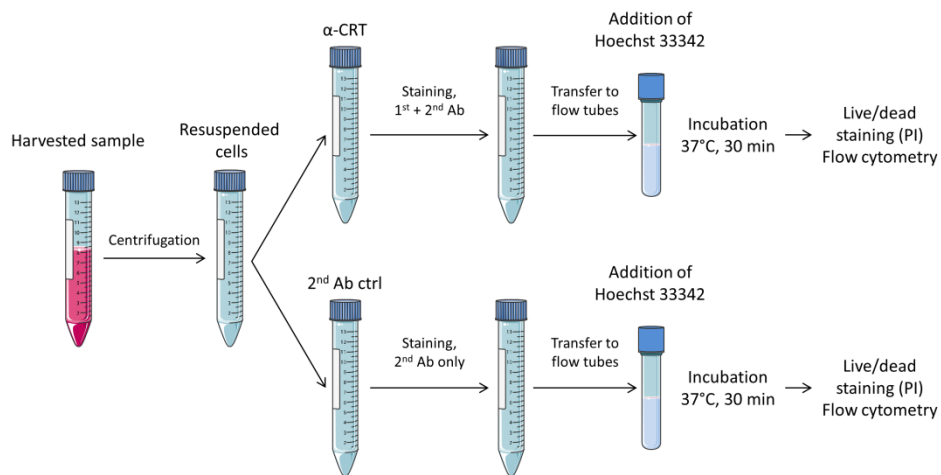 Harvested sample
Centrifugation
Resuspended
cells
α-CRT
Staining,
1st + 2nd Ab
Transfer to
flow tubes
Addition of
Hoechst 33342
Incubation
37°C, 30 min
Live/dead
staining (PI)
Flow cytometry
2nd Ab ctrl
Staining,
2nd Ab only
Transfer to
flow tubes
Addition of
Hoechst 33342
Incubation
37°C, 30 min
Live/dead
staining (PI)
Flow cytometry